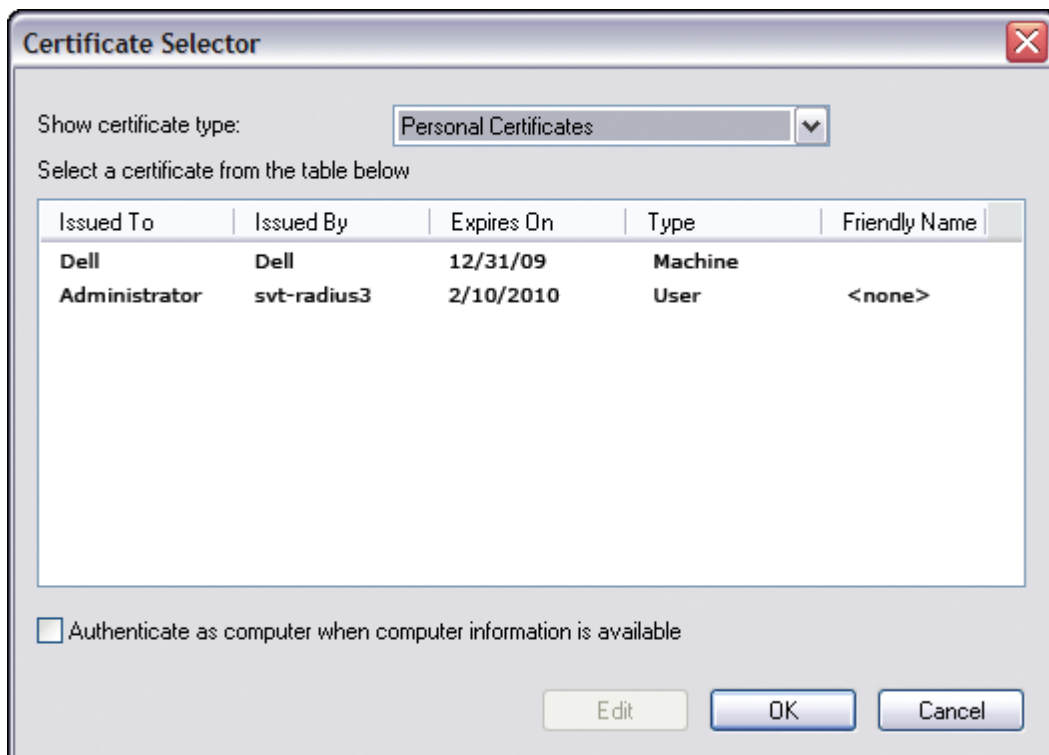 Certificate Selector
Show certificate type: Personal Certificates
Select a certificate from the table below
Issued To Issued By Expires On Type Friendly Name
Dell Dell 12/31/09 Machine
Administrator svt-radius3 2/10/2010 User <none>
Authenticate as computer when computer information is available
Edit OK Cancel